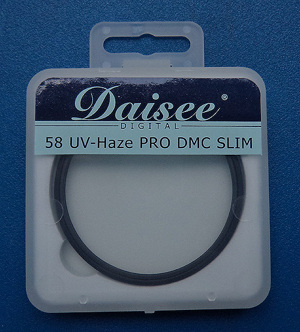 Daisee®
DIGITAL
58 UV-Haze PRO DMC SLIM